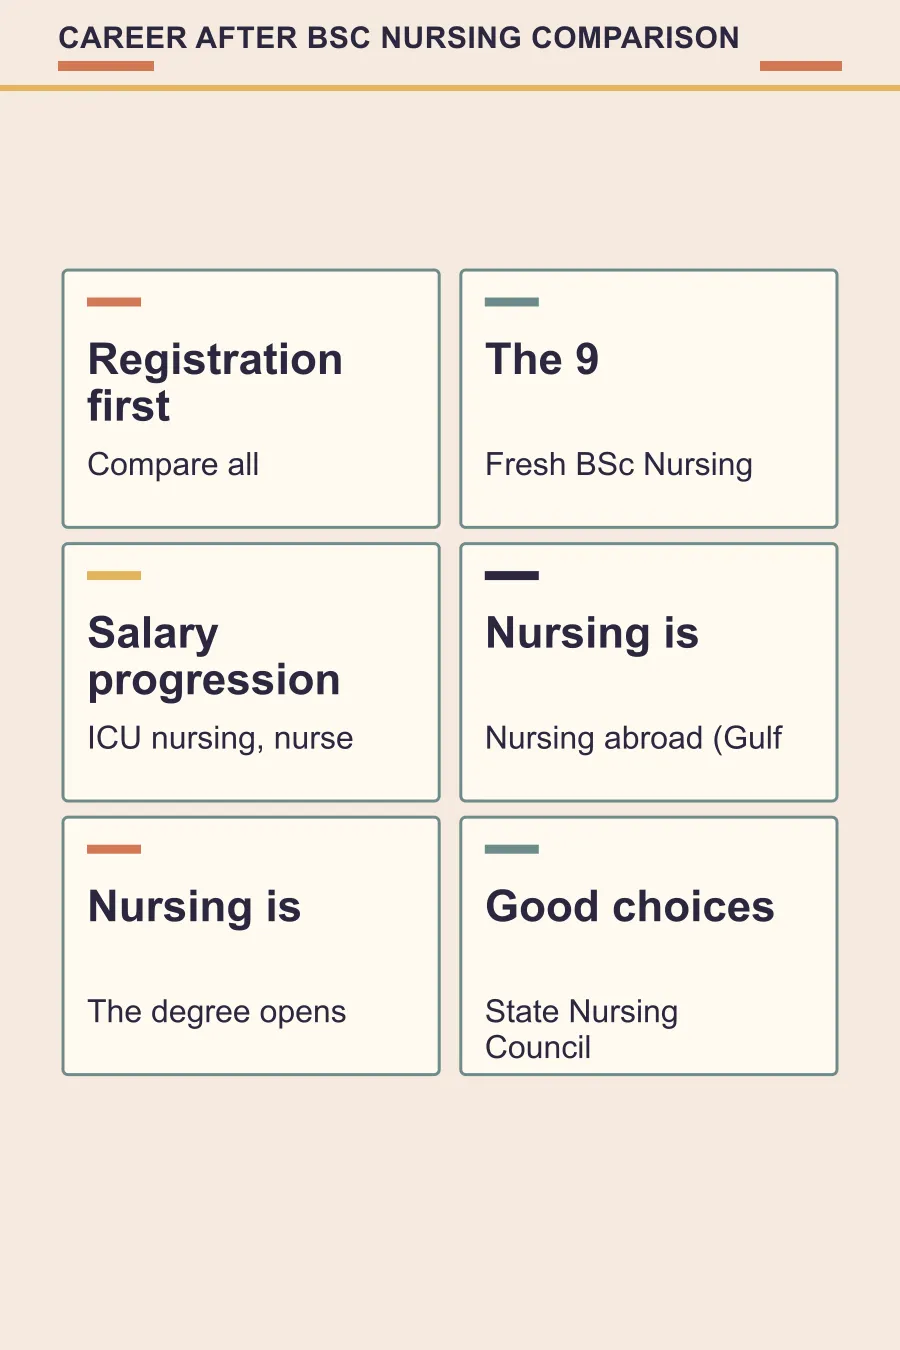 CAREER AFTER BSC NURSING COMPARISON
Registration
first
Compare all
The 9
Fresh BSc Nursing
Salary
progression
ICU nursing, nurse
Nursing is
Nursing abroad (Gulf
Nursing is
The degree opens
Good choices
State Nursing
Council